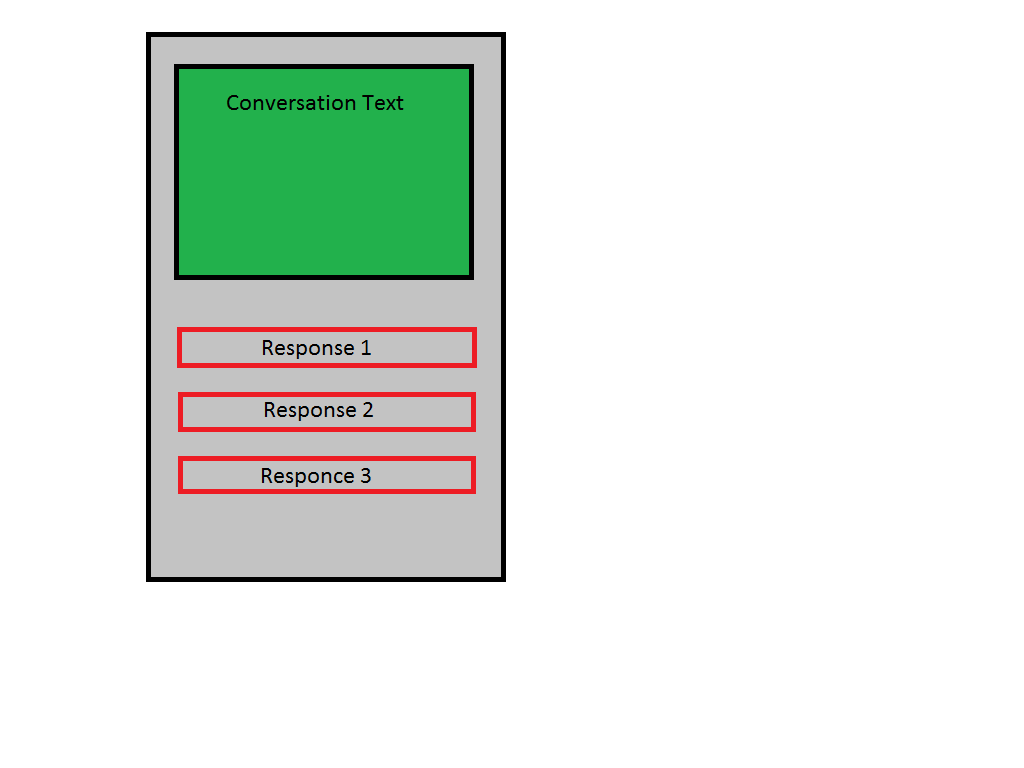 Conversation Text
Response 1
Response 2
Responce 3